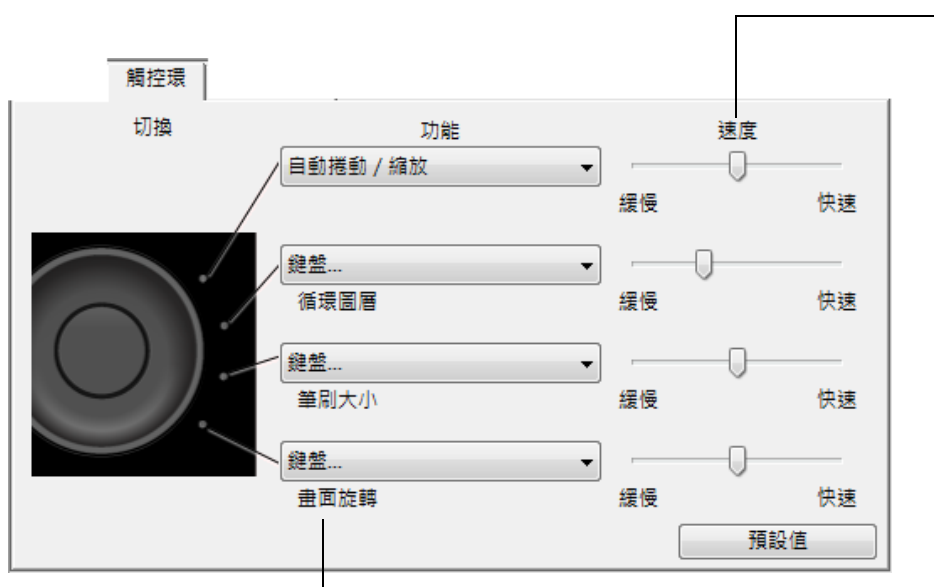 觸控環
切換 功能 速度
自動捲動 / 縮放
緩慢 快速
鍵盤...
循環圖層 緩慢 快速
鍵盤...
筆刷大小 緩慢 快速
鍵盤...
畫面旋轉 緩慢 快速
預設值